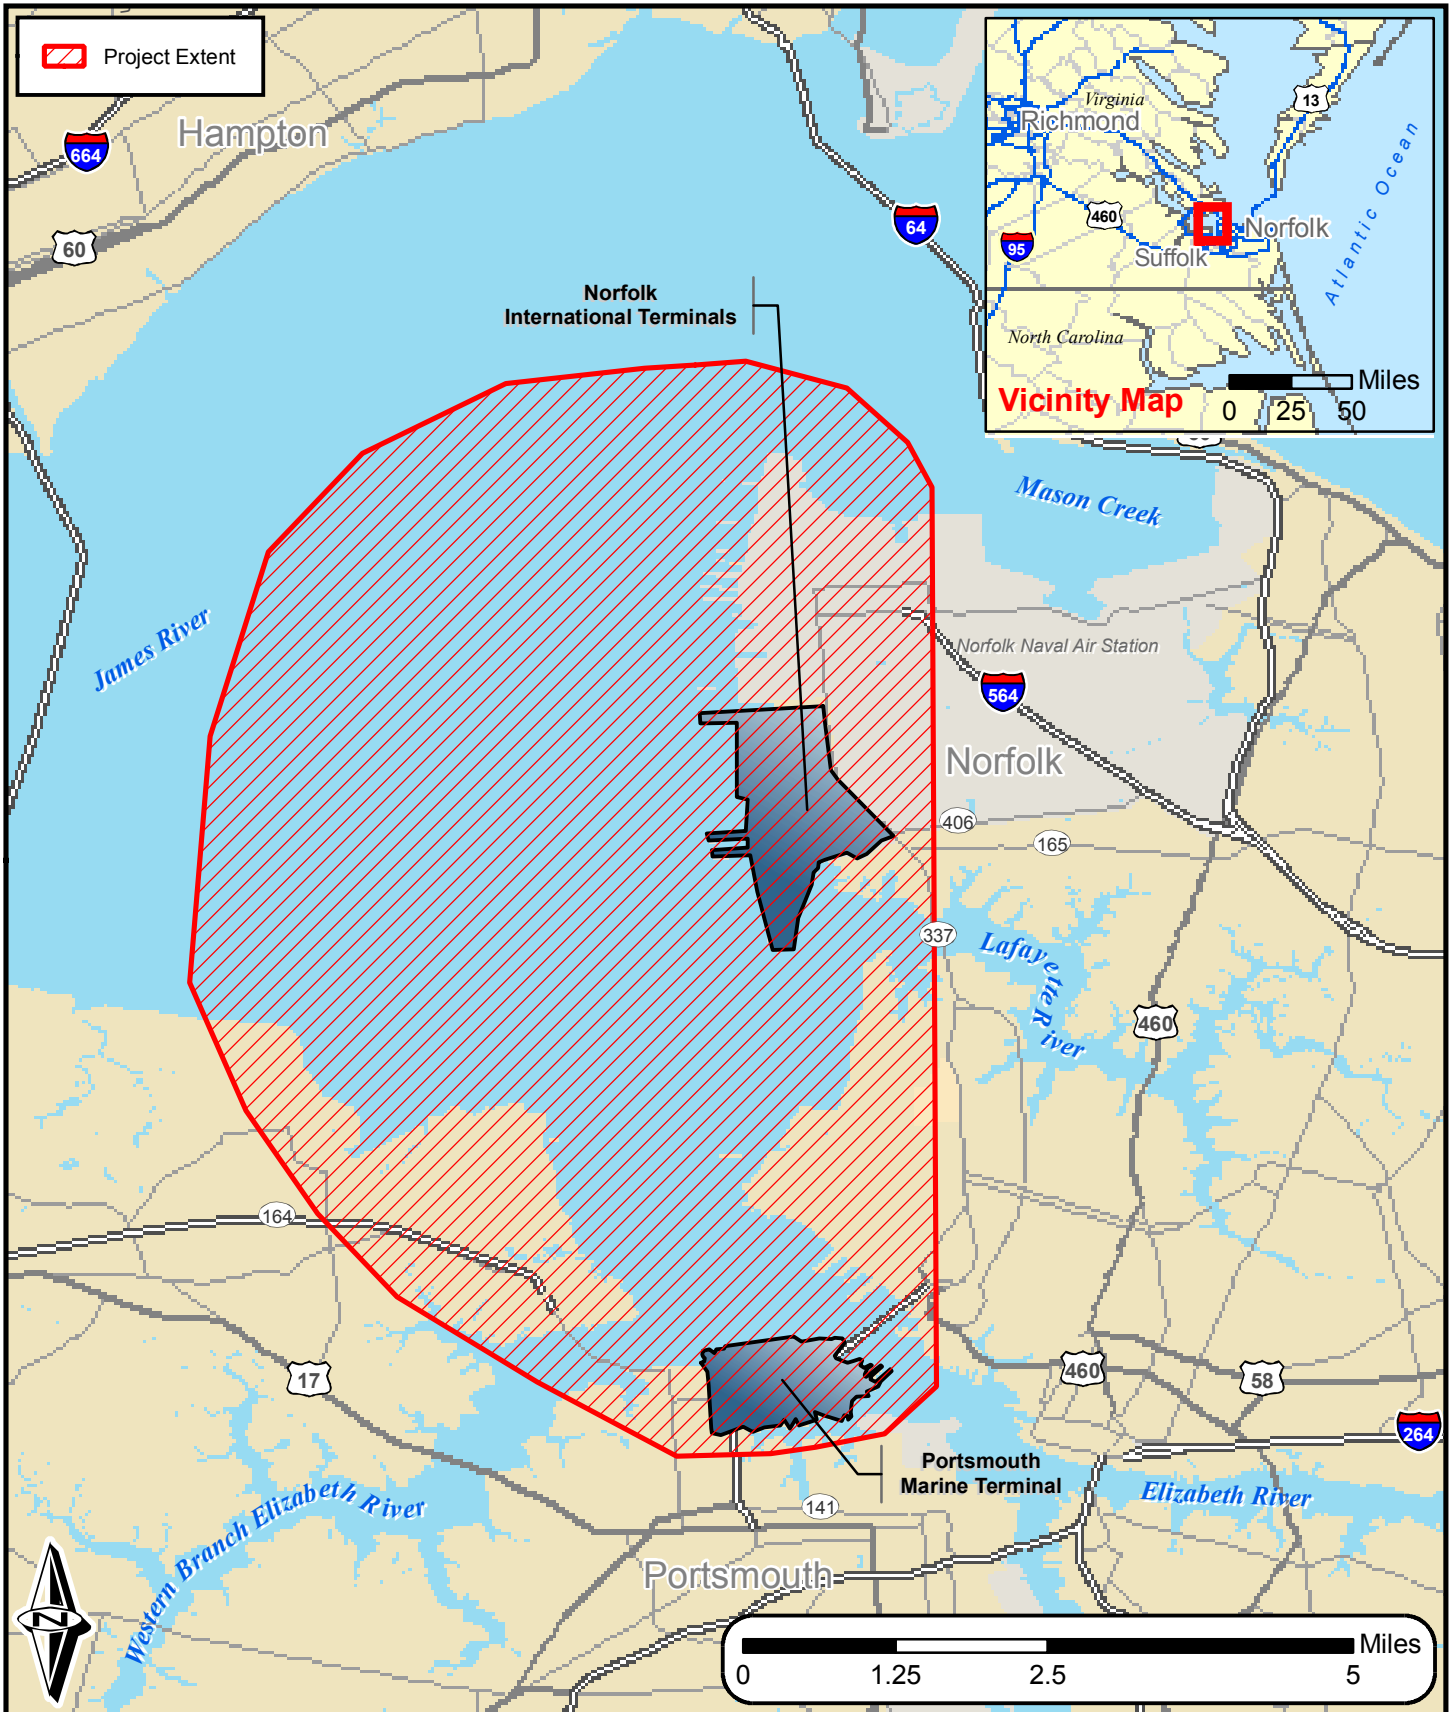 Project Extent
Hampton
664
60
64
Norfolk
International Terminals
Virginia
Richmond
13
460
95
Norfolk
Suffolk
Atlantic Ocean
North Carolina
Vicinity Map
Miles
0 25 50
Mason Creek
James River
Norfolk Naval Air Station
564
Norfolk
406
165
337
Lafayette River
460
164
17
460
58
264
Portsmouth
Marine Terminal
Elizabeth River
141
Western Branch Elizabeth River
Portsmouth
N
Miles
0 1.25 2.5 5